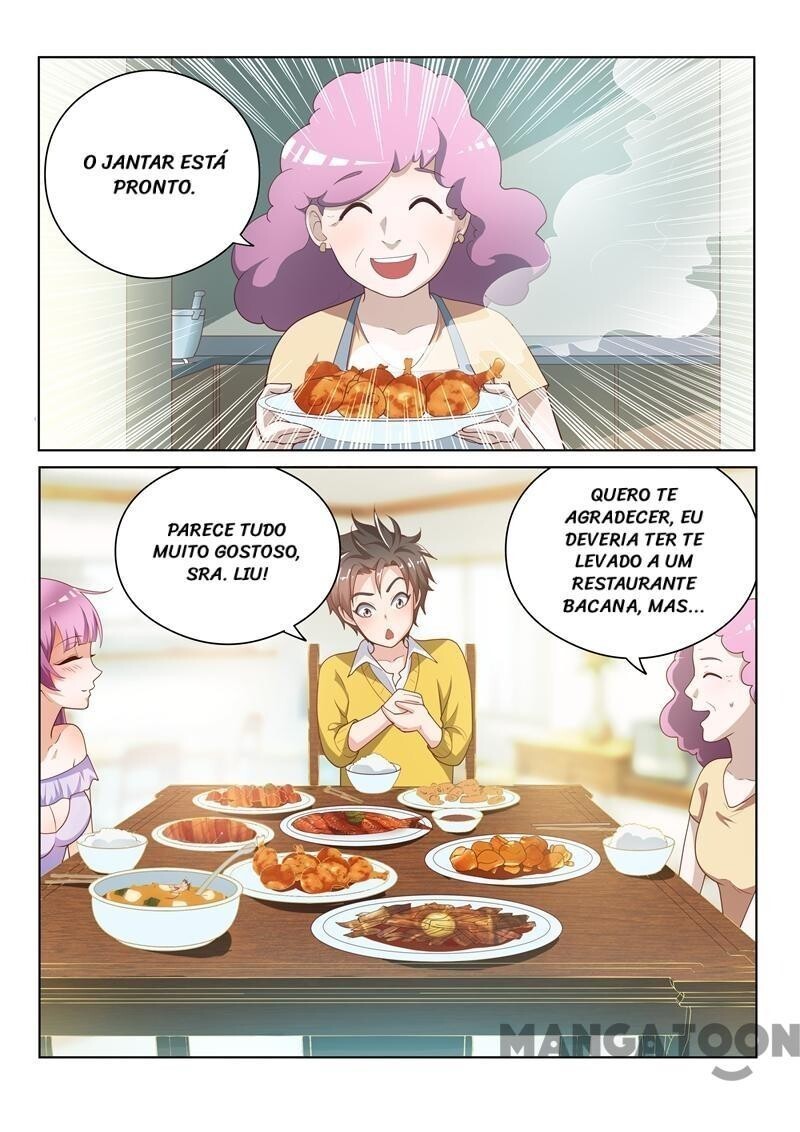 O JANTAR ESTÁ
PRONTO.
PARECE TUDO
MUITO GOSTOSO,
SRA. LIU!
QUERO TE
AGRADECER, EU
DEVERIA TER TE
LEVADO A UM
RESTAURANTE
BACANA, MAS...
MANGATOON